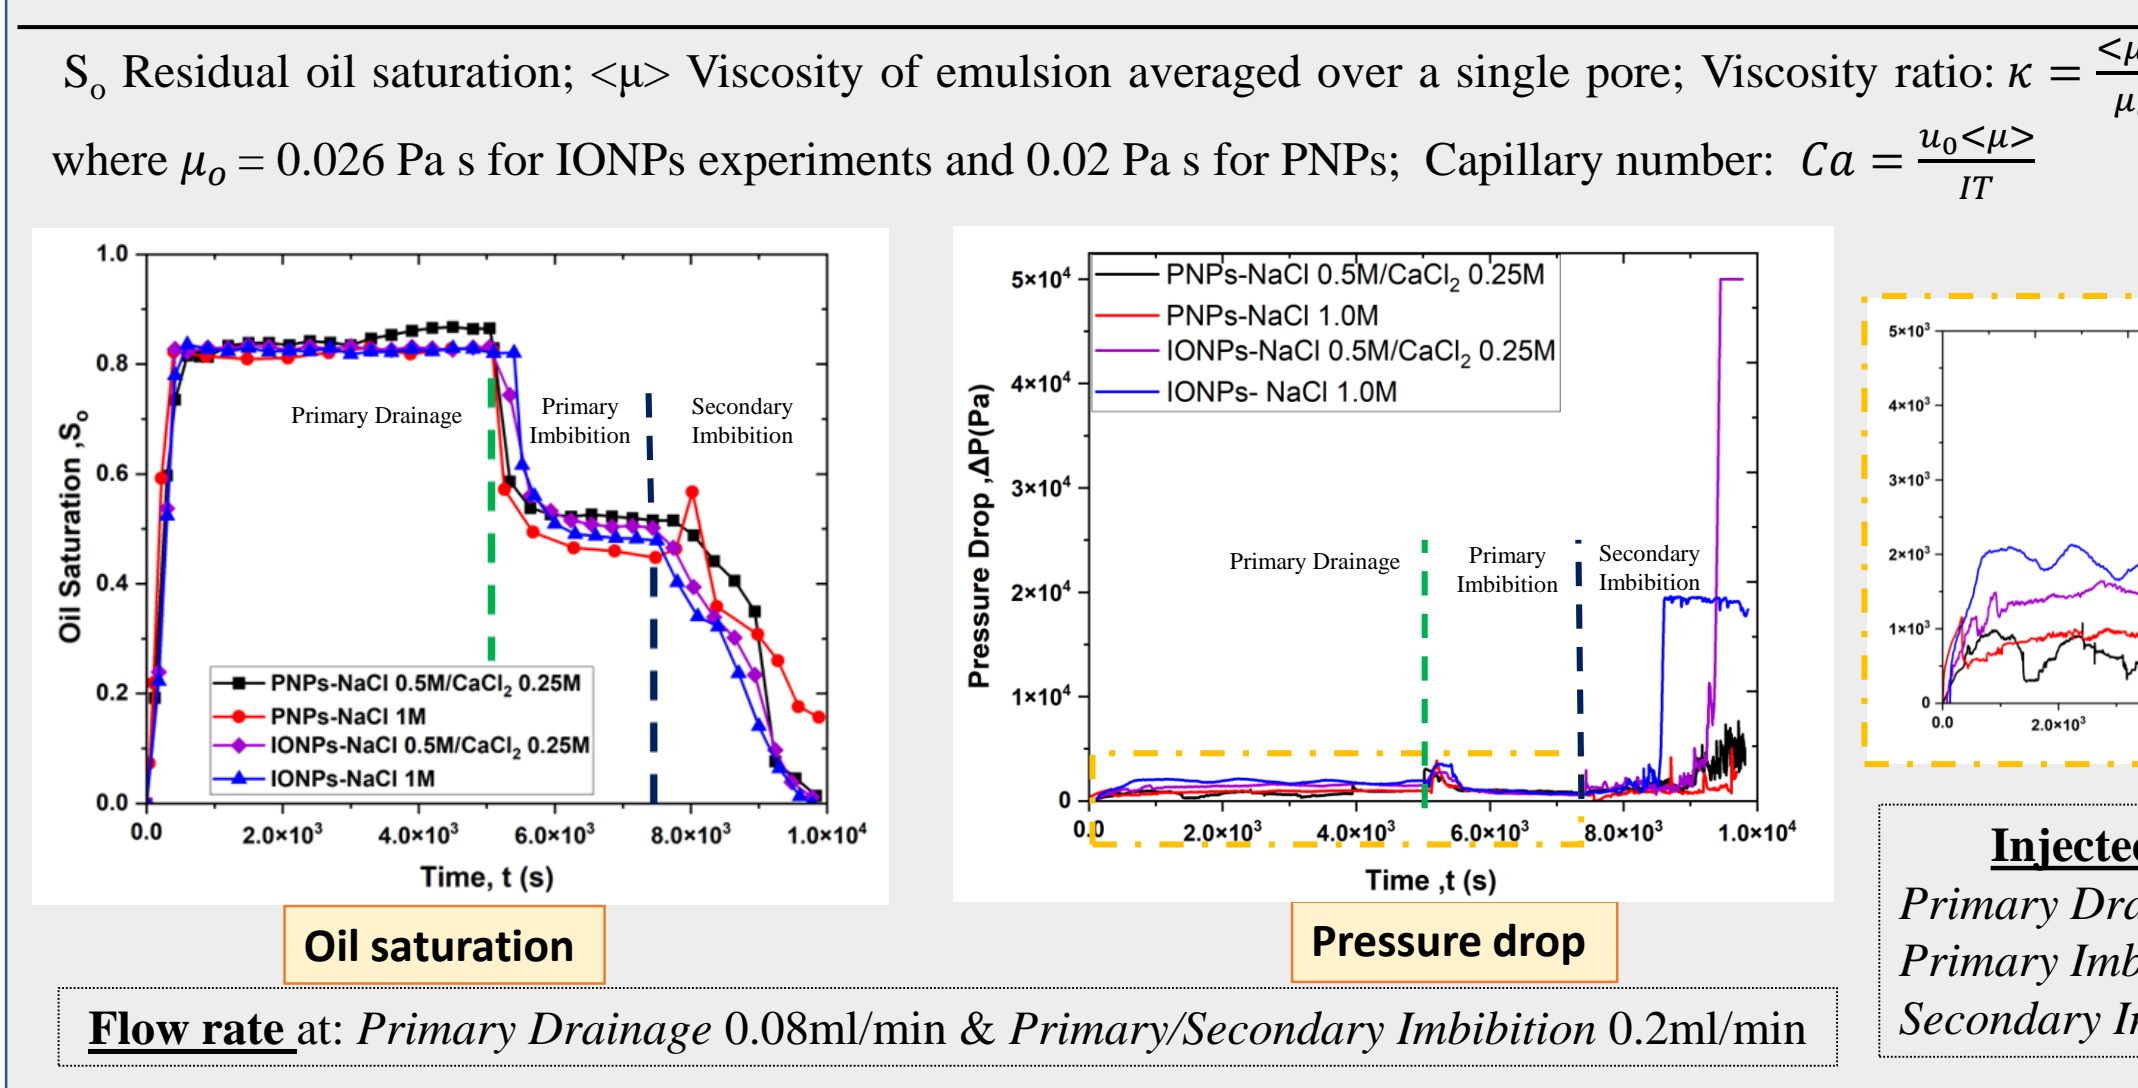 Sₒ Residual oil saturation; <μ> Viscosity of emulsion averaged over a single pore; Viscosity ratio: κ = <μ / μ
where μₒ = 0.026 Pa s for IONPs experiments and 0.02 Pa s for PNPs; Capillary number: Ca = u₀<μ> / IT
1.0
0.8
0.6
0.4
0.2
0.0
Oil Saturation ,Sₒ
Primary Drainage
Primary
Imbibition
Secondary
Imbibition
PNPs-NaCl 0.5M/CaCl₂ 0.25M
PNPs-NaCl 1M
IONPs-NaCl 0.5M/CaCl₂ 0.25M
IONPs-NaCl 1M
0.0 2.0×10³ 4.0×10³ 6.0×10³ 8.0×10³ 1.0×10⁴
Time, t (s)
Oil saturation
5×10⁴
4×10⁴
3×10⁴
2×10⁴
1×10⁴
0
Pressure Drop ,ΔP(Pa)
PNPs-NaCl 0.5M/CaCl₂ 0.25M
PNPs-NaCl 1.0M
IONPs-NaCl 0.5M/CaCl₂ 0.25M
IONPs- NaCl 1.0M
Primary Drainage
Primary
Imbibition
Secondary
Imbibition
0.0 2.0×10³ 4.0×10³ 6.0×10³ 8.0×10³ 1.0×10⁴
Time ,t (s)
Pressure drop
5×10³
4×10³
3×10³
2×10³
1×10³
0
0.0 2.0×10³
Flow rate at: Primary Drainage 0.08ml/min & Primary/Secondary Imbibition 0.2ml/min
Injected
Primary Dra
Primary Imb
Secondary I